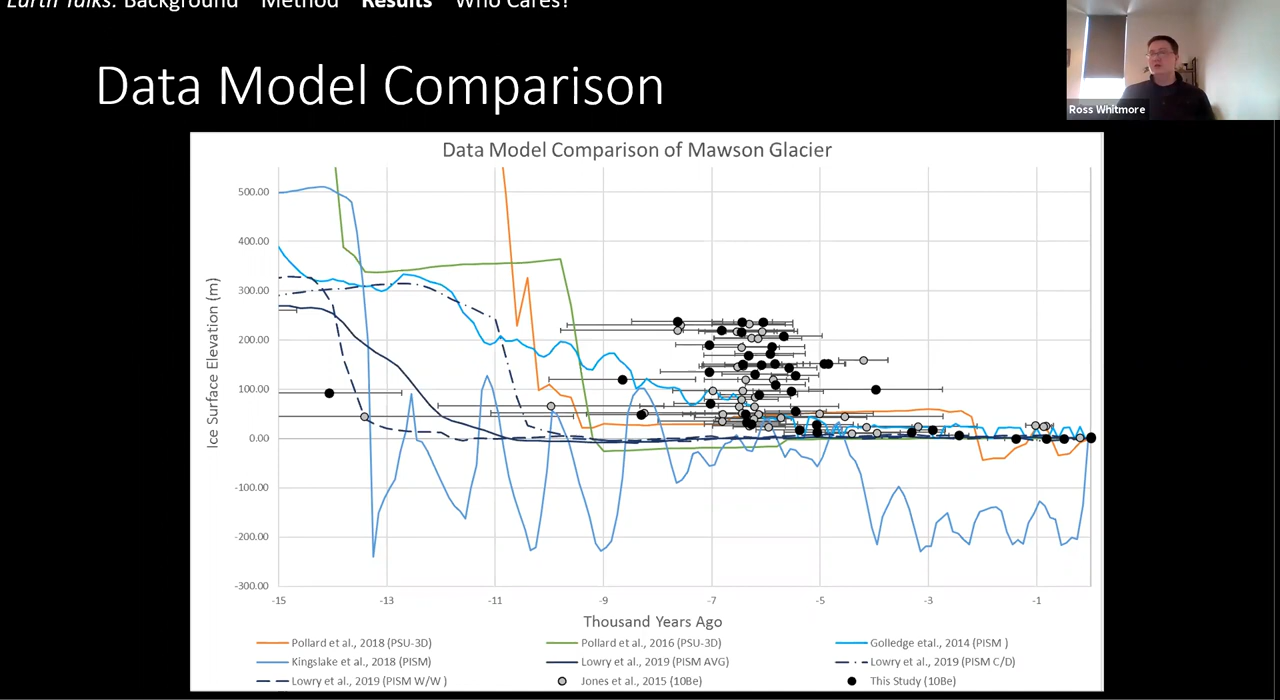 Earth Talks: Background Method Results Who Cares?
Ross Whitmore
Data Model Comparison
Data Model Comparison of Mawson Glacier
Ice Surface Elevation (m)
500.00
400.00
300.00
200.00
100.00
0.00
-100.00
-200.00
-300.00
-15 -13 -11 -9 -7 -5 -3 -1
Thousand Years Ago
Pollard et al., 2018 (PSU-3D) Pollard et al., 2016 (PSU-3D) Golledge etal., 2014 (PISM )
Kingslake et al., 2018 (PISM) Lowry et al., 2019 (PISM AVG) Lowry et al., 2019 (PISM C/D)
Lowry et al., 2019 (PISM W/W ) Jones et al., 2015 (10Be) This Study (10Be)